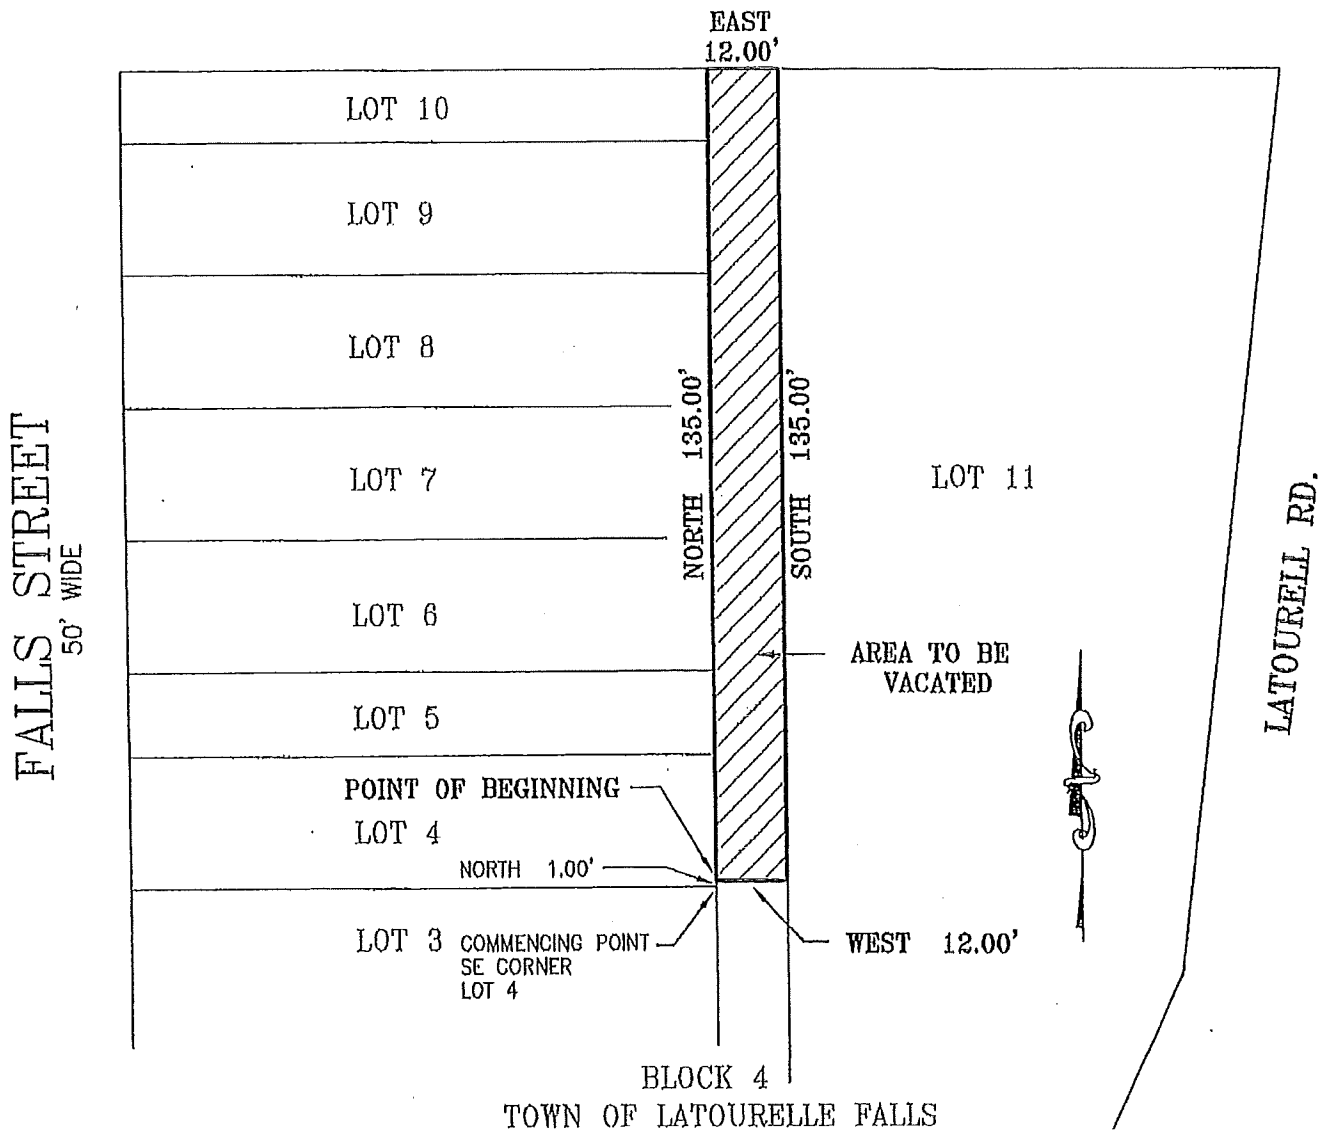 EAST
12.00'
LOT 10
LOT 9
LOT 8
LOT 7
LOT 6
LOT 5
LOT 4
LOT 3
LOT 11
NORTH 135.00'
SOUTH 135.00'
FALLS STREET
50' WIDE
LATOURELL RD.
AREA TO BE
VACATED
POINT OF BEGINNING
NORTH 1.00'
COMMENCING POINT
SE CORNER
LOT 4
WEST 12.00'
BLOCK 4
TOWN OF LATOURELLE FALLS